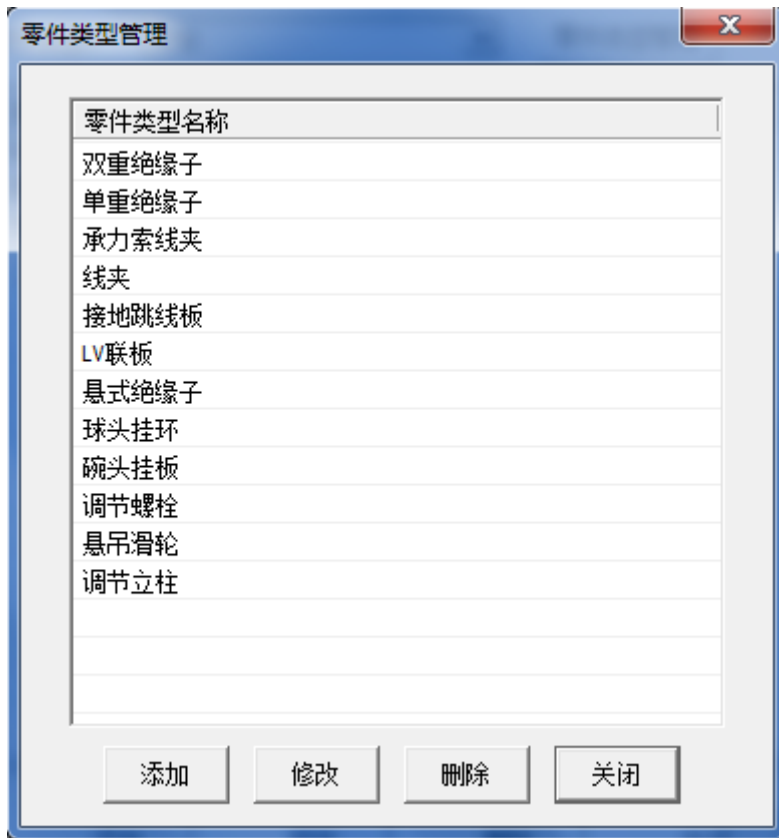 零件类型管理
零件类型名称
双重绝缘子
单重绝缘子
承力索线夹
线夹
接地跳线板
LV联板
悬式绝缘子
球头挂环
碗头挂板
调节螺栓
悬吊滑轮
调节立柱
添加 修改 删除 关闭